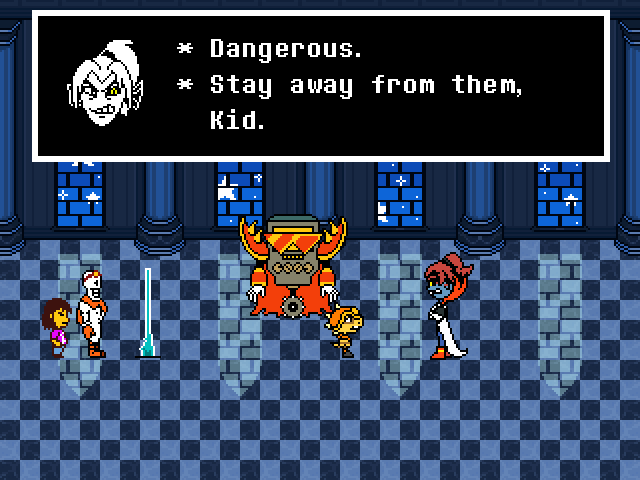 * Dangerous.
* Stay away from them,
Kid.